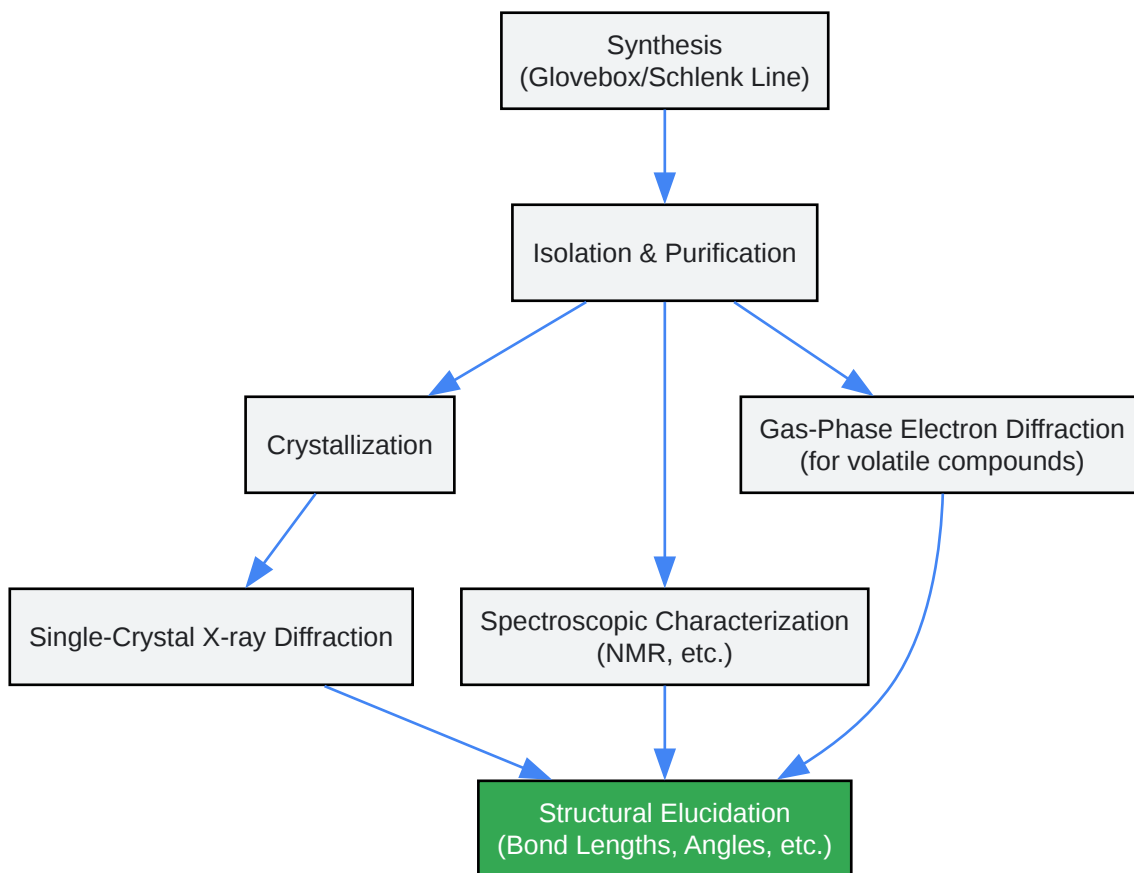 Synthesis
(Glovebox/Schlenk Line)
Isolation & Purification
Crystallization
Gas-Phase Electron Diffraction
(for volatile compounds)
Single-Crystal X-ray Diffraction
Spectroscopic Characterization
(NMR, etc.)
Structural Elucidation
(Bond Lengths, Angles, etc.)